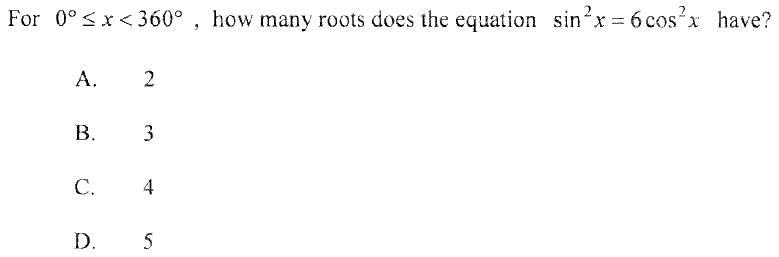 For 0° ≤ x < 360° , how many roots does the equation sin²x = 6cos²x have?
A. 2
B. 3
C. 4
D. 5